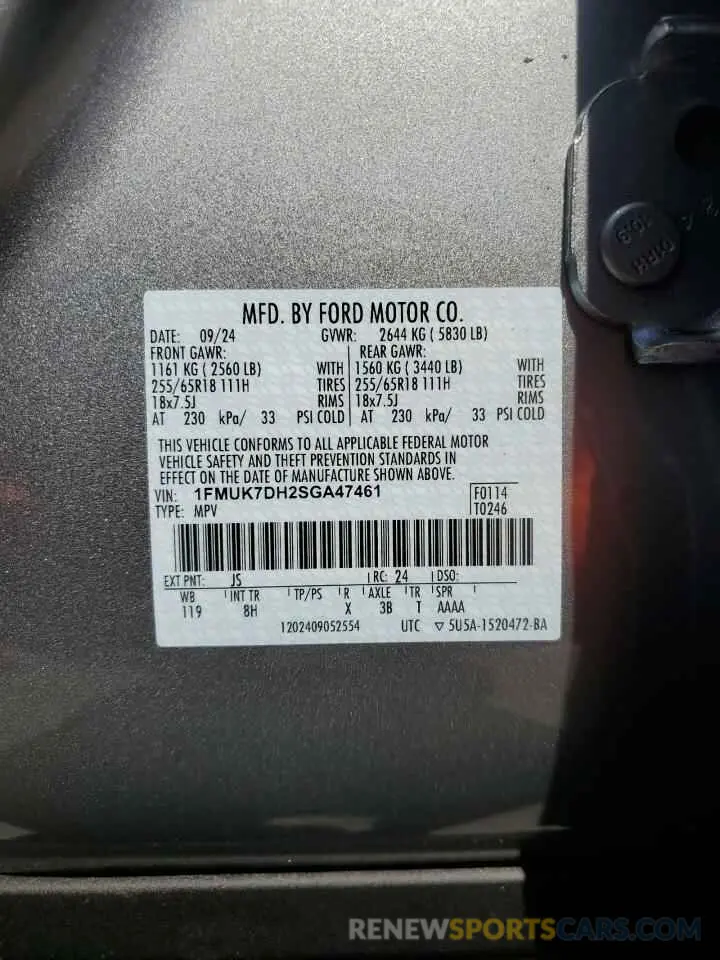 MFD. BY FORD MOTOR CO.
DATE: 09/24 GVWR: 2644 KG ( 5830 LB)
FRONT GAWR: REAR GAWR:
1161 KG ( 2560 LB) WITH 1560 KG ( 3440 LB) WITH
255/65R18 111H TIRES 255/65R18 111H TIRES
18x7.5J RIMS 18x7.5J RIMS
AT 230 kPa/ 33 PSI COLD AT 230 kPa/ 33 PSI COLD
THIS VEHICLE CONFORMS TO ALL APPLICABLE FEDERAL MOTOR
VEHICLE SAFETY AND THEFT PREVENTION STANDARDS IN
EFFECT ON THE DATE OF MANUFACTURE SHOWN ABOVE.
VIN: 1FMUK7DH2SGA47461 F0114
TYPE: MPV T0246
EXT PNT: JS RC: 24 DSO:
WB INT TR TP/PS R AXLE TR SPR
119 8H X 3B T AAAA
1202409052554 UTC ▽ 5U5A-1520472-BA
10.9
01RH
2 4
RENEWSPORTSCARS.COM